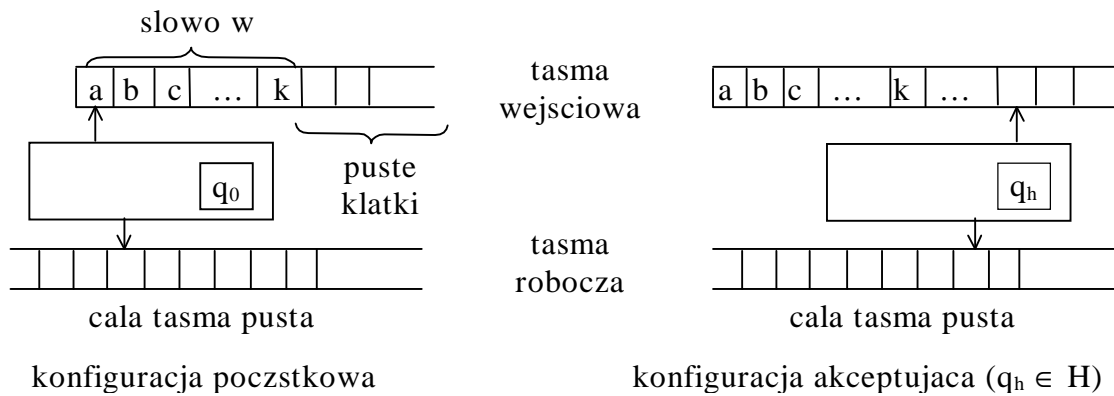 slowo w
a b c ... k
tasma
wejsciowa
a b c ... k ...
q0
puste
klatki
qh
tasma
robocza
cala tasma pusta
cala tasma pusta
konfiguracja poczstkowa
konfiguracja akceptujaca (qh ∈ H)